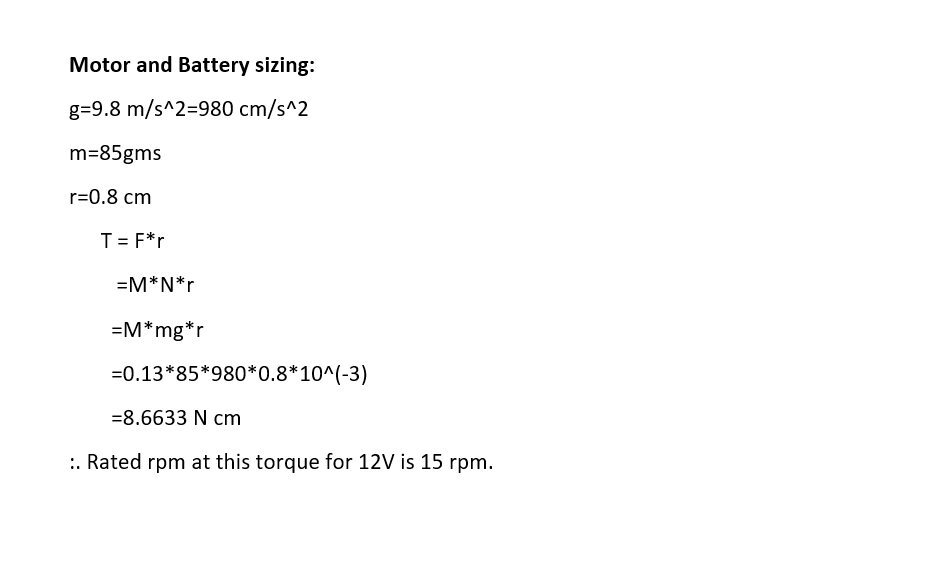 Motor and Battery sizing:
g=9.8 m/s^2=980 cm/s^2
m=85gms
r=0.8 cm
T = F*r
=M*N*r
=M*mg*r
=0.13*85*980*0.8*10^(-3)
=8.6633 N cm
:. Rated rpm at this torque for 12V is 15 rpm.